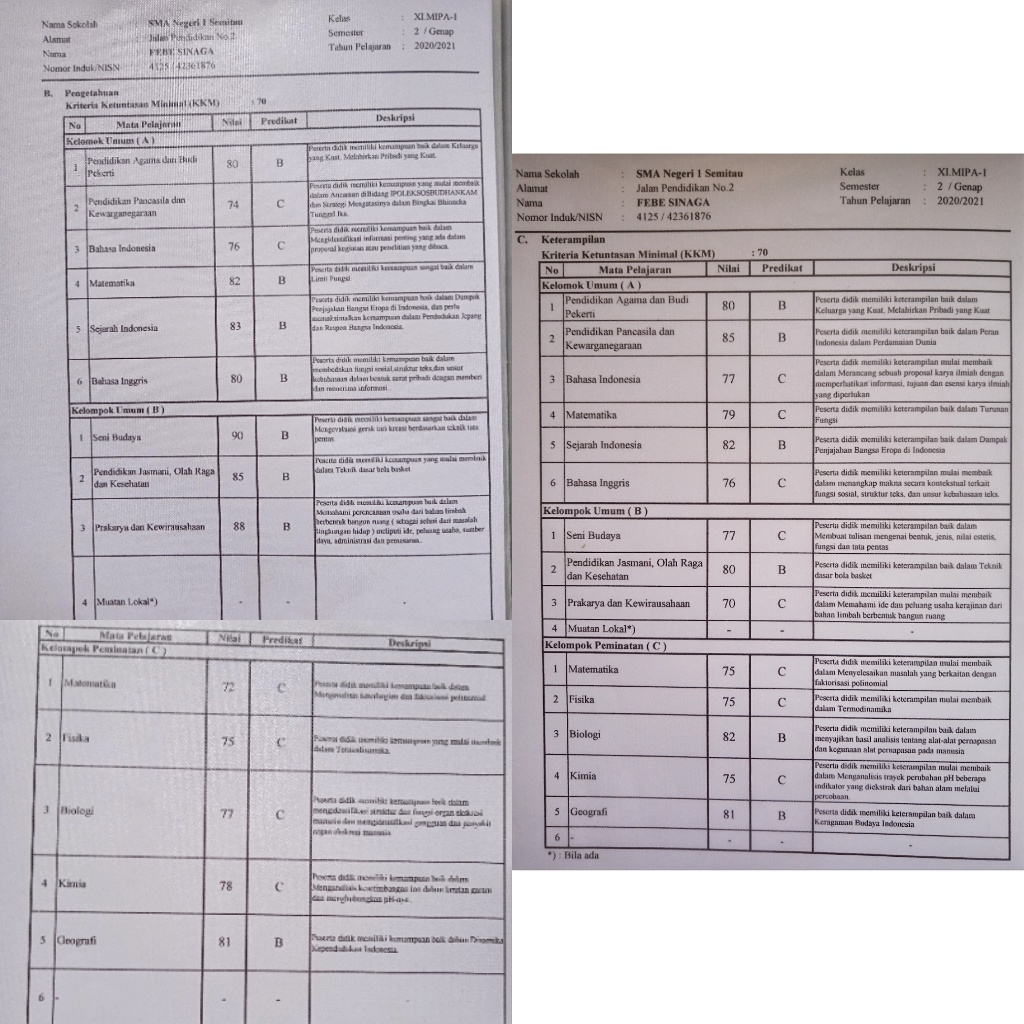 Nama Sekolah : SMA Negeri 1 Semitau
Alamat : Jalan Pendidikan No.2
Nama : FEBE SINAGA
Nomor Induk/NISN : 4125 / 42361876
Kelas : XI.MIPA-1
Semester : 2 / Genap
Tahun Pelajaran : 2020/2021
B. Pengetahuan
Kriteria Ketuntasan Minimal (KKM) : 70
No Mata Pelajaran Nilai Predikat Deskripsi
Kelomok Umum ( A )
1 Pendidikan Agama dan Budi Pekerti 80 B Peserta didik memiliki kemampuan baik dalam Keluarga
yang Kuat, Melahirkan Pribadi yang Kuat.
2 Pendidikan Pancasila dan Kewarganegaraan 74 C Peserta didik memiliki kemampuan yang mulai membaik
dalam Ancaman diBidang IPOLEKSOSBUDHANKAM
dan Strategi Mengatasinya dalam Bingkai Bhinneka
Tunggal Ika.
3 Bahasa Indonesia 76 C Peserta didik memiliki kemampuan baik dalam
Mengidentifikasi informasi penting yang ada dalam
proposal kegiatan atau penelitian yang dibaca.
4 Matematika 82 B Peserta didik memiliki kemampuan sangat baik dalam
Limit Fungsi
5 Sejarah Indonesia 83 B Peserta didik memiliki kemampuan baik dalam Dampak
Penjajahan Bangsa Eropa di Indonesia, dan perlu
memaksimalkan kemampuan dalam Pendudukan Jepang
dan Respon Bangsa Indonesia.
6 Bahasa Inggris 80 B Peserta didik memiliki kemampuan baik dalam
membedakan fungsi sosial,struktur teks,dan unsur
kebahasaan dalam bentuk surat pribadi dengan memberi
dan menerima informasi
Kelompok Umum ( B )
1 Seni Budaya 90 B Peserta didik memiliki kemampuan sangat baik dalam
Mengevaluasi gerak tari kreasi berdasarkan teknik tata
pentas
2 Pendidikan Jasmani, Olah Raga dan Kesehatan 85 B Peserta didik memiliki kemampuan yang mulai membaik
dalam Teknik dasar bola basket
3 Prakarya dan Kewirausahaan 88 B Peserta didik memiliki kemampuan baik dalam
Memahami perencanaan usaha dari bahan limbah
berbentuk bangun ruang ( sebagai solusi dari masalah
lingkungan hidup ) meliputi ide, peluang usaha, sumber
daya, administrasi dan pemasaran.
4 Muatan Lokal*) - - -
No Mata Pelajaran Nilai Predikat Deskripsi
Kelompok Peminatan ( C )
1 Matematika 72 C Peserta didik memiliki kemampuan baik dalam
2 Fisika 75 C Peserta didik memiliki kemampuan yang mulai membaik
dalam Termodinamika.
3 Biologi 77 C Peserta didik memiliki kemampuan baik dalam
mengidentifikasi struktur dan fungsi organ ekskresi
manusia dan mengidentifikasi gangguan dan penyakit
organ ekskresi manusia
4 Kimia 78 C Peserta didik memiliki kemampuan baik dalam
Menganalisis kesetimbangan ion dalam larutan garam
dan menghubungkan pH-nya.
5 Geografi 81 B Peserta didik memiliki kemampuan baik dalam Dinamika
Kependudukan Indonesia.
6 - - - -
Nama Sekolah : SMA Negeri 1 Semitau
Alamat : Jalan Pendidikan No.2
Nama : FEBE SINAGA
Nomor Induk/NISN : 4125 / 42361876
Kelas : XI.MIPA-1
Semester : 2 / Genap
Tahun Pelajaran : 2020/2021
C. Keterampilan
Kriteria Ketuntasan Minimal (KKM) : 70
No Mata Pelajaran Nilai Predikat Deskripsi
Kelomok Umum ( A )
1 Pendidikan Agama dan Budi Pekerti 80 B Peserta didik memiliki keterampilan baik dalam
Keluarga yang Kuat, Melahirkan Pribadi yang Kuat
2 Pendidikan Pancasila dan Kewarganegaraan 85 B Peserta didik memiliki keterampilan baik dalam Peran
Indonesia dalam Perdamaian Dunia
3 Bahasa Indonesia 77 C Peserta didik memiliki keterampilan mulai membaik
dalam Merancang sebuah proposal karya ilmiah dengan
memperhatikan informasi, tujuan dan esensi karya ilmiah
yang diperlukan
4 Matematika 79 C Peserta didik memiliki keterampilan baik dalam Turunan
Fungsi
5 Sejarah Indonesia 82 B Peserta didik memiliki keterampilan baik dalam Dampak
Penjajahan Bangsa Eropa di Indonesia
6 Bahasa Inggris 76 C Peserta didik memiliki keterampilan mulai membaik
dalam menangkap makna secara kontekstual terkait
fungsi sosial, struktur teks, dan unsur kebahasaan teks.
Kelompok Umum ( B )
1 Seni Budaya 77 C Peserta didik memiliki keterampilan baik dalam
Membuat tulisan mengenai bentuk, jenis, nilai estetis,
fungsi dan tata pentas
2 Pendidikan Jasmani, Olah Raga dan Kesehatan 80 B Peserta didik memiliki keterampilan baik dalam Teknik
dasar bola basket
3 Prakarya dan Kewirausahaan 70 C Peserta didik memiliki keterampilan mulai membaik
dalam Memahami ide dan peluang usaha kerajinan dari
bahan limbah berbentuk bangun ruang
4 Muatan Lokal*) - - -
Kelompok Peminatan ( C )
1 Matematika 75 C Peserta didik memiliki keterampilan mulai membaik
dalam Menyelesaikan masalah yang berkaitan dengan
faktorisasi polinomial
2 Fisika 75 C Peserta didik memiliki keterampilan mulai membaik
dalam Termodinamika
3 Biologi 82 B Peserta didik memiliki keterampilan baik dalam
menyajikan hasil analisis tentang alat-alat pernapasan
dan kegunaan alat pernapasan pada manusia
4 Kimia 75 C Peserta didik memiliki keterampilan mulai membaik
dalam Menganalisis trayek perubahan pH beberapa
indikator yang diekstrak dari bahan alam melalui
percobaan.
5 Geografi 81 B Peserta didik memiliki keterampilan baik dalam
Keragaman Budaya Indonesia
6 - - - -
*) : Bila ada